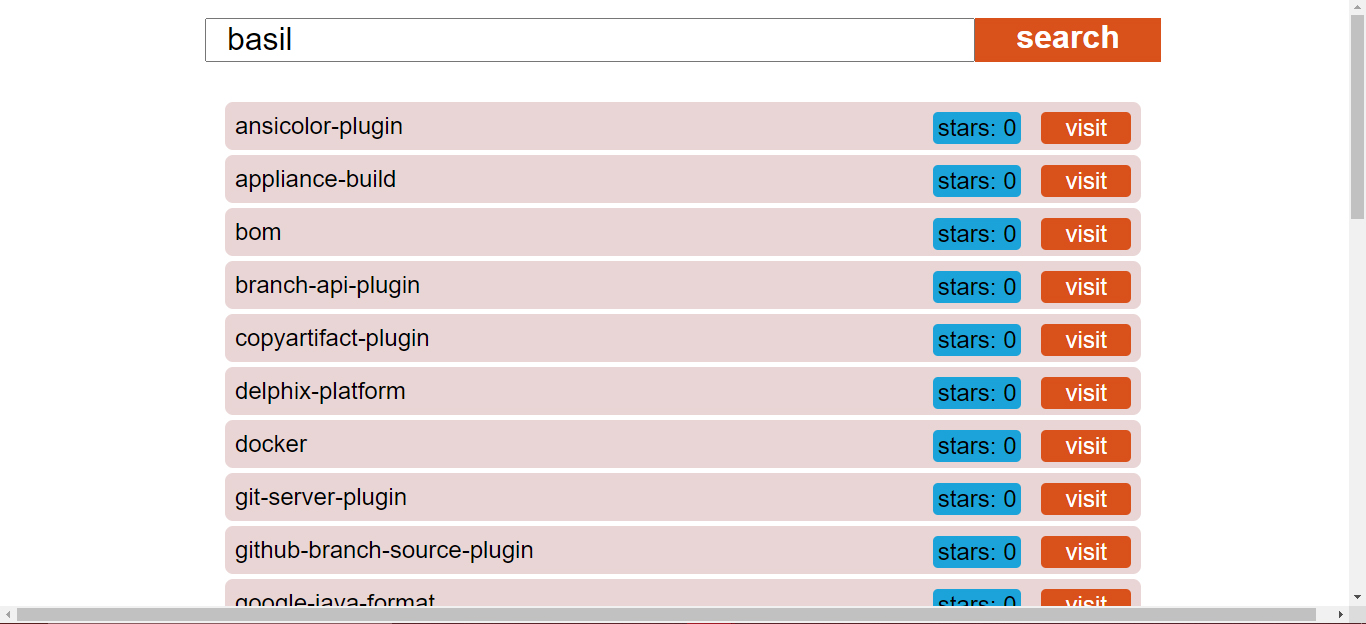 basil search
ansicolor-plugin stars: 0 visit
appliance-build stars: 0 visit
bom stars: 0 visit
branch-api-plugin stars: 0 visit
copyartifact-plugin stars: 0 visit
delphix-platform stars: 0 visit
docker stars: 0 visit
git-server-plugin stars: 0 visit
github-branch-source-plugin stars: 0 visit
google-java-format stars: 0 visit